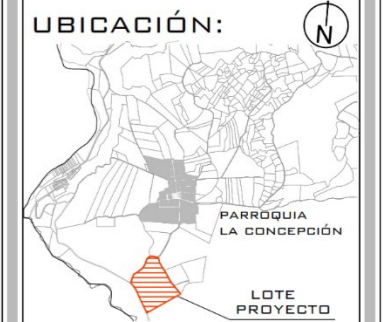 UBICACIÓN:
N
PARROQUIA
LA CONCEPCIÓN
LOTE
PROYECTO